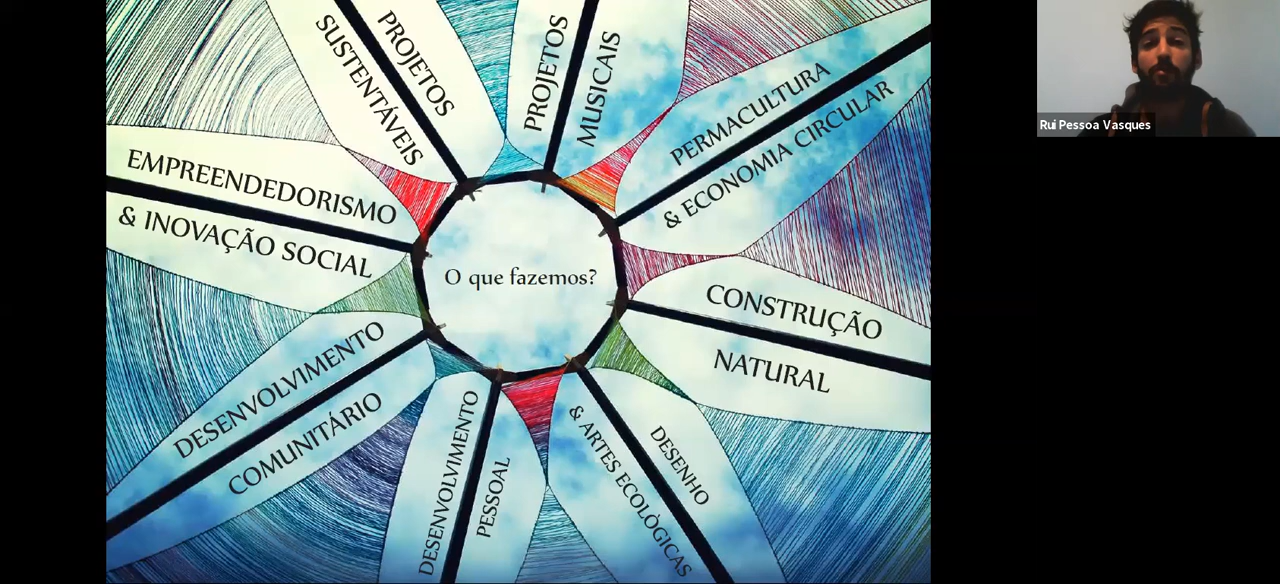 O que fazemos?
PROJETOS
SUSTENTÁVEIS
PROJETOS
MUSICAIS
PERMACULTURA
& ECONOMIA CIRCULAR
CONSTRUÇÃO
NATURAL
DESENHO
& ARTES ECOLÓGICAS
DESENVOLVIMENTO
PESSOAL
DESENVOLVIMENTO
COMUNITÁRIO
EMPREENDEDORISMO
& INOVAÇÃO SOCIAL
Rui Pessoa Vasques